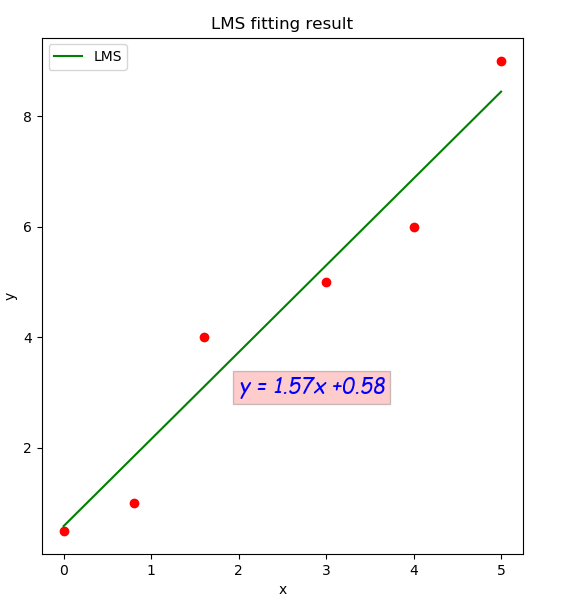 LMS fitting result
LMS
8
6
4
2
y
y = 1.57x +0.58
0 1 2 3 4 5
x